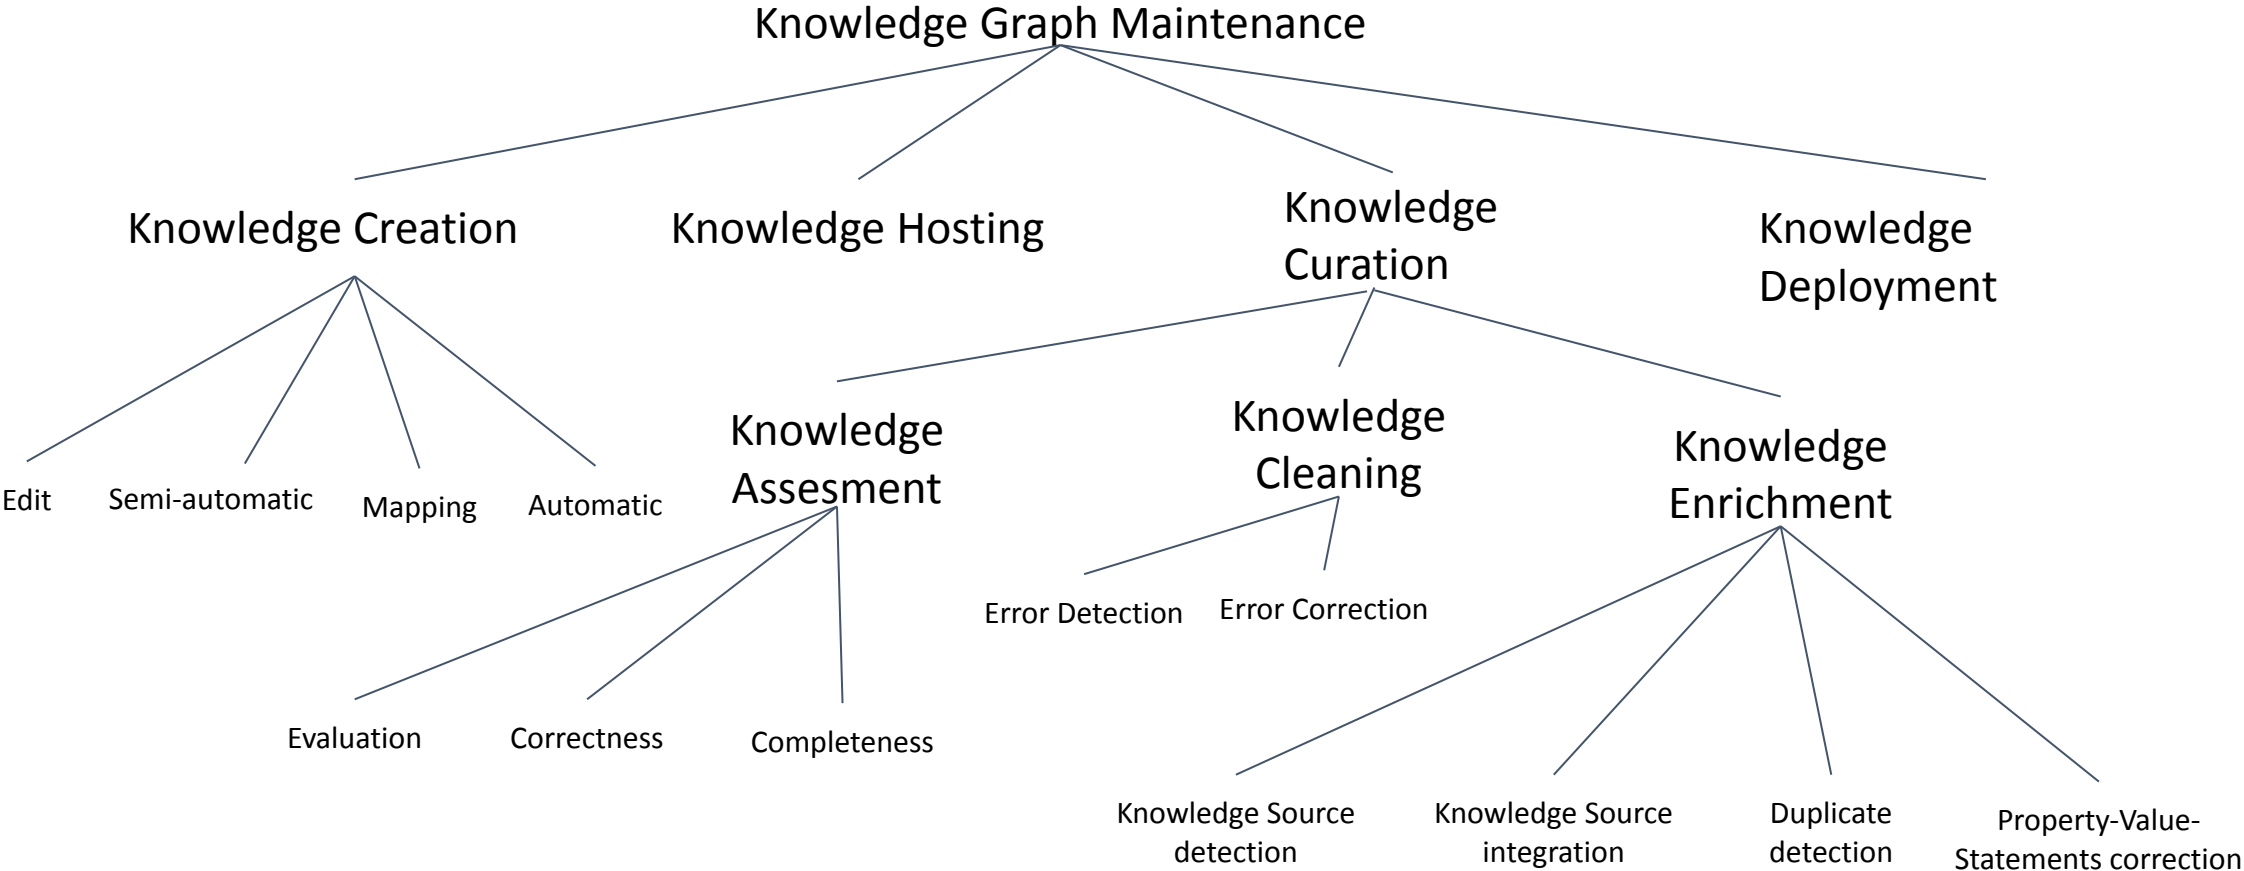 Knowledge Graph Maintenance
Knowledge Creation
Knowledge Hosting
Knowledge
Curation
Knowledge
Deployment
Edit
Semi-automatic
Mapping
Automatic
Knowledge
Assesment
Knowledge
Cleaning
Knowledge
Enrichment
Evaluation
Correctness
Completeness
Error Detection
Error Correction
Knowledge Source
detection
Knowledge Source
integration
Duplicate
detection
Property-Value-
Statements correction